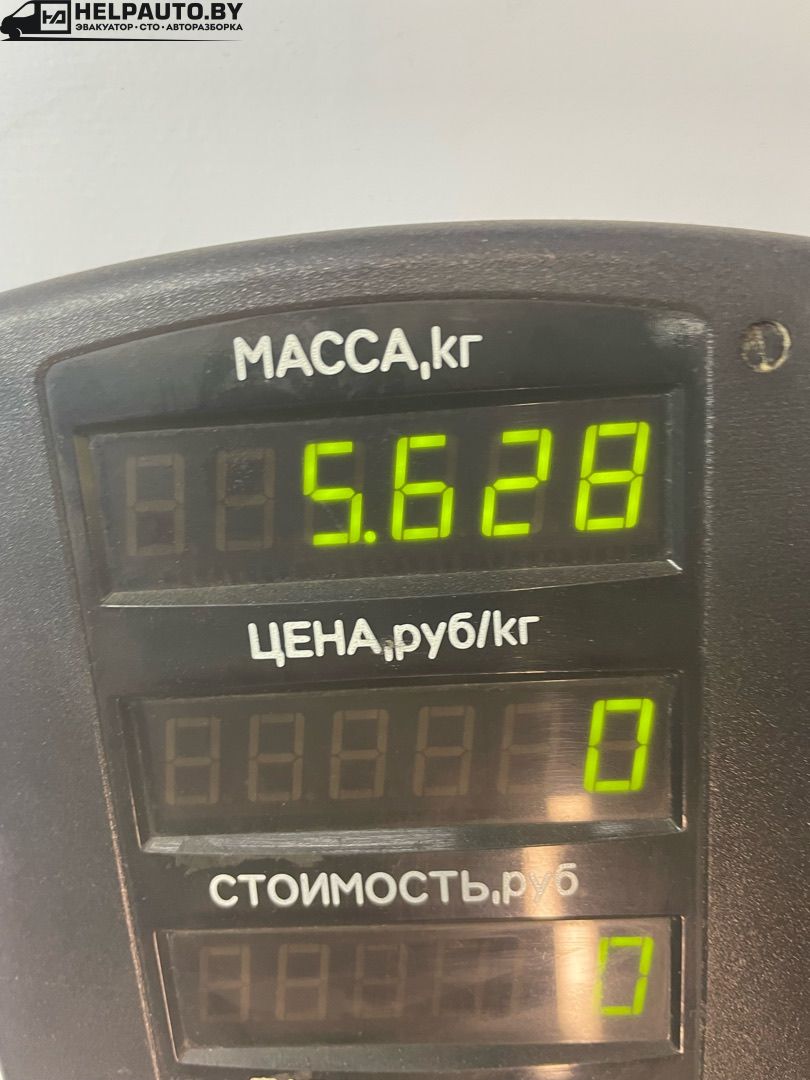 HELPAUTO.BY
ЭВАКУАТОР · СТО · АВТОРАЗБОРКА
МАССА,кг
5.628
ЦЕНА,руб/кг
0
СТОИМОСТЬ,руб
0